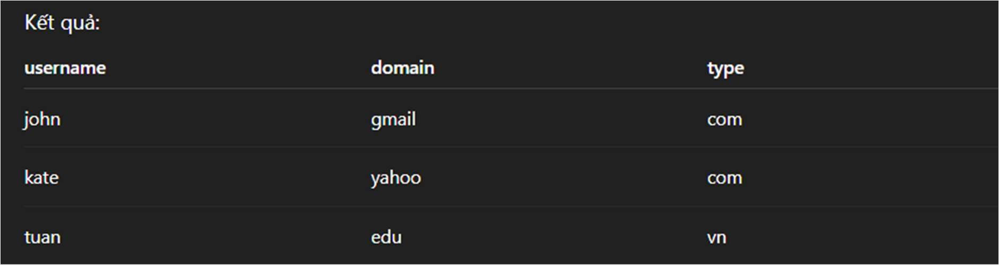 Kết quả:
username domain type
john gmail com
kate yahoo com
tuan edu vn